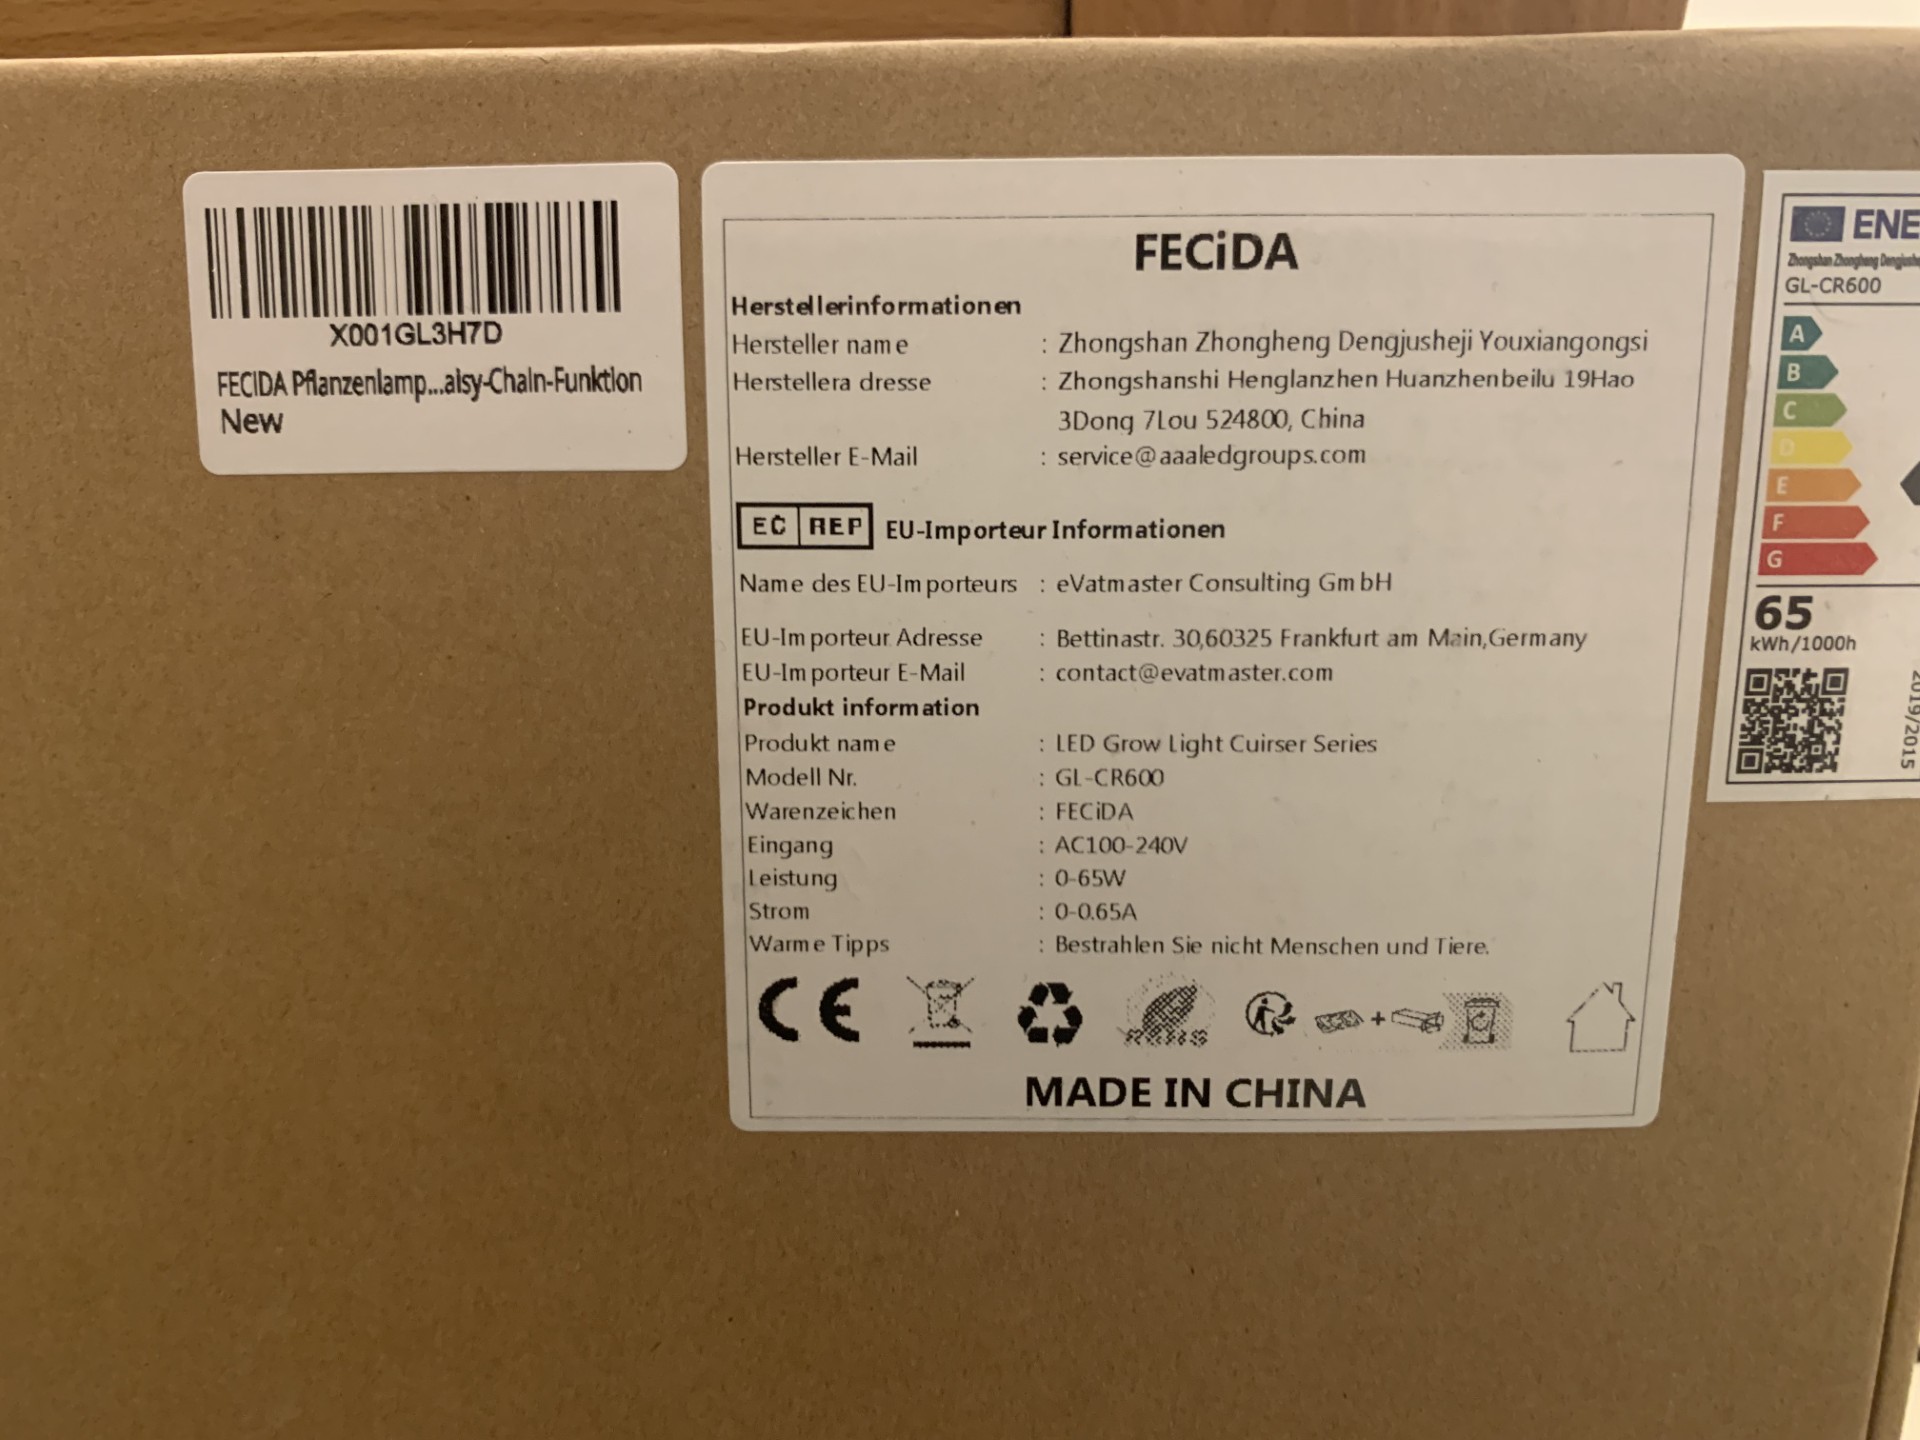 X001GL3H7D
FECIDA Pflanzenlamp...aisy-Chain-Funktion
New
FECiDA
Herstellerinformationen
Hersteller name : Zhongshan Zhongheng Dengjusheji Youxiangongsi
Herstellera dresse : Zhongshanshi Henglanzhen Huanzhenbeilu 19Hao
3Dong 7Lou 524800, China
Hersteller E-Mail : service@aaaledgroups.com
EC REP EU-Importeur Informationen
Name des EU-Importeurs : eVatmaster Consulting GmbH
EU-Importeur Adresse : Bettinastr. 30,60325 Frankfurt am Main,Germany
EU-Importeur E-Mail : contact@evatmaster.com
Produkt information
Produkt name : LED Grow Light Cuirser Series
Modell Nr. : GL-CR600
Warenzeichen : FECiDA
Eingang : AC100-240V
Leistung : 0-65W
Strom : 0-0.65A
Warme Tipps : Bestrahlen Sie nicht Menschen und Tiere.
CE
RoHS
+
MADE IN CHINA
ENE
Zhongshan Zhongheng Dengjushe
GL-CR600
A
B
C
D
E
F
G
65
kWh/1000h
2019/2015